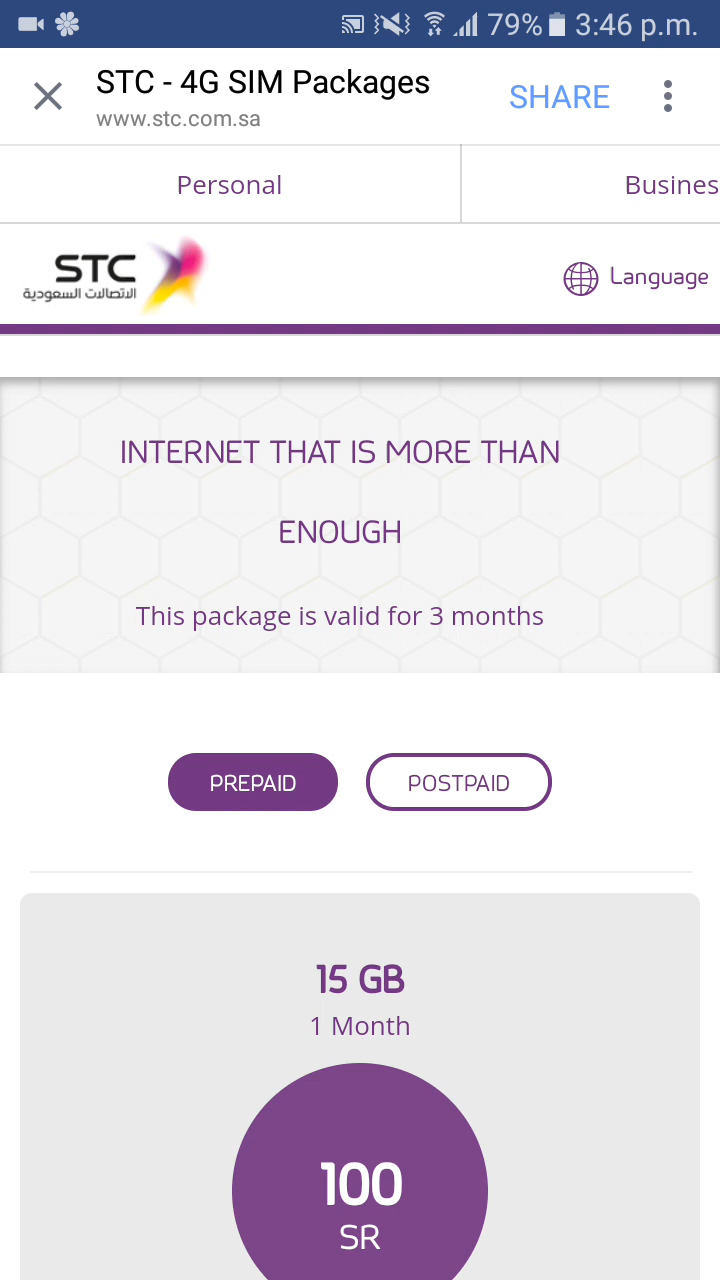 79% 3:46 p.m.
STC - 4G SIM Packages
www.stc.com.sa
SHARE
Personal
Busines
STC
الاتصالات السعودية
Language
INTERNET THAT IS MORE THAN
ENOUGH
This package is valid for 3 months
PREPAID
POSTPAID
15 GB
1 Month
100
SR